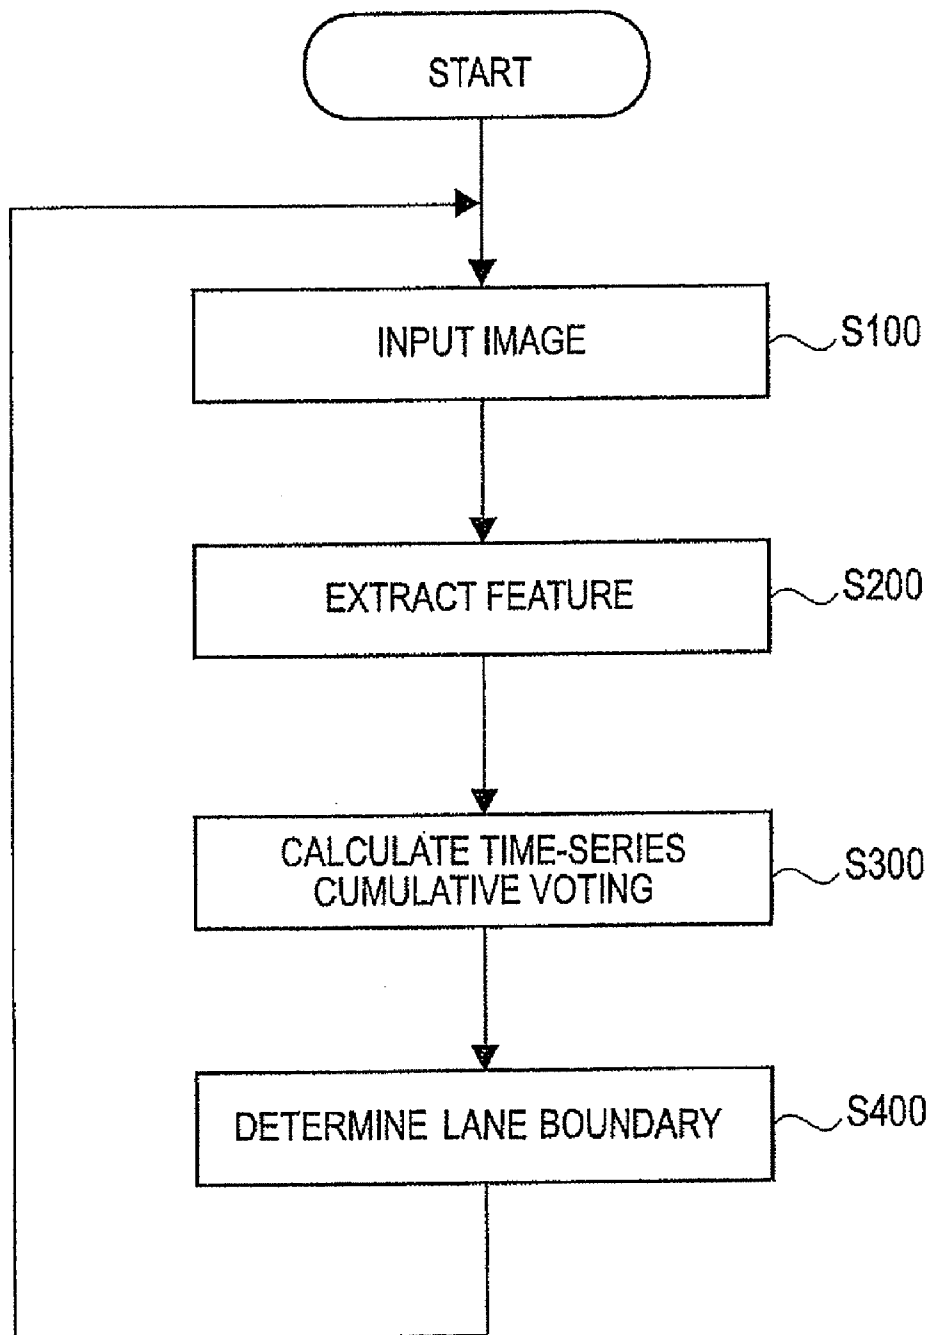 START
INPUT IMAGE
S100
EXTRACT FEATURE
S200
CALCULATE TIME-SERIES
CUMULATIVE VOTING
S300
DETERMINE LANE BOUNDARY
S400